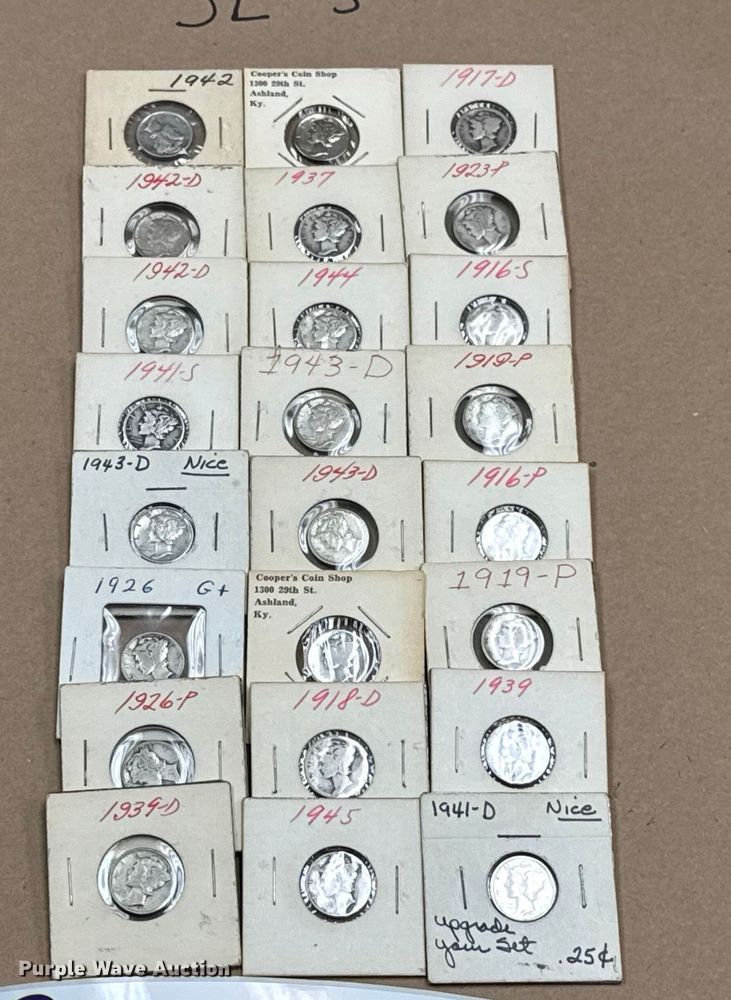 1942
Cooper's Coin Shop
1300 29th St.
Ashland,
Ky.
1917-D
1942-D
1937
1923-P
1942-D
1944
1916-S
1941-S
1943-D
1919-P
1943-D Nice
1943-D
1916-P
1926 G+
Cooper's Coin Shop
1300 29th St.
Ashland,
Ky.
1919-P
1926-P
1918-D
1939
1939-D
1945
1941-D Nice
upgrade
your Set .25¢
Purple Wave Auction